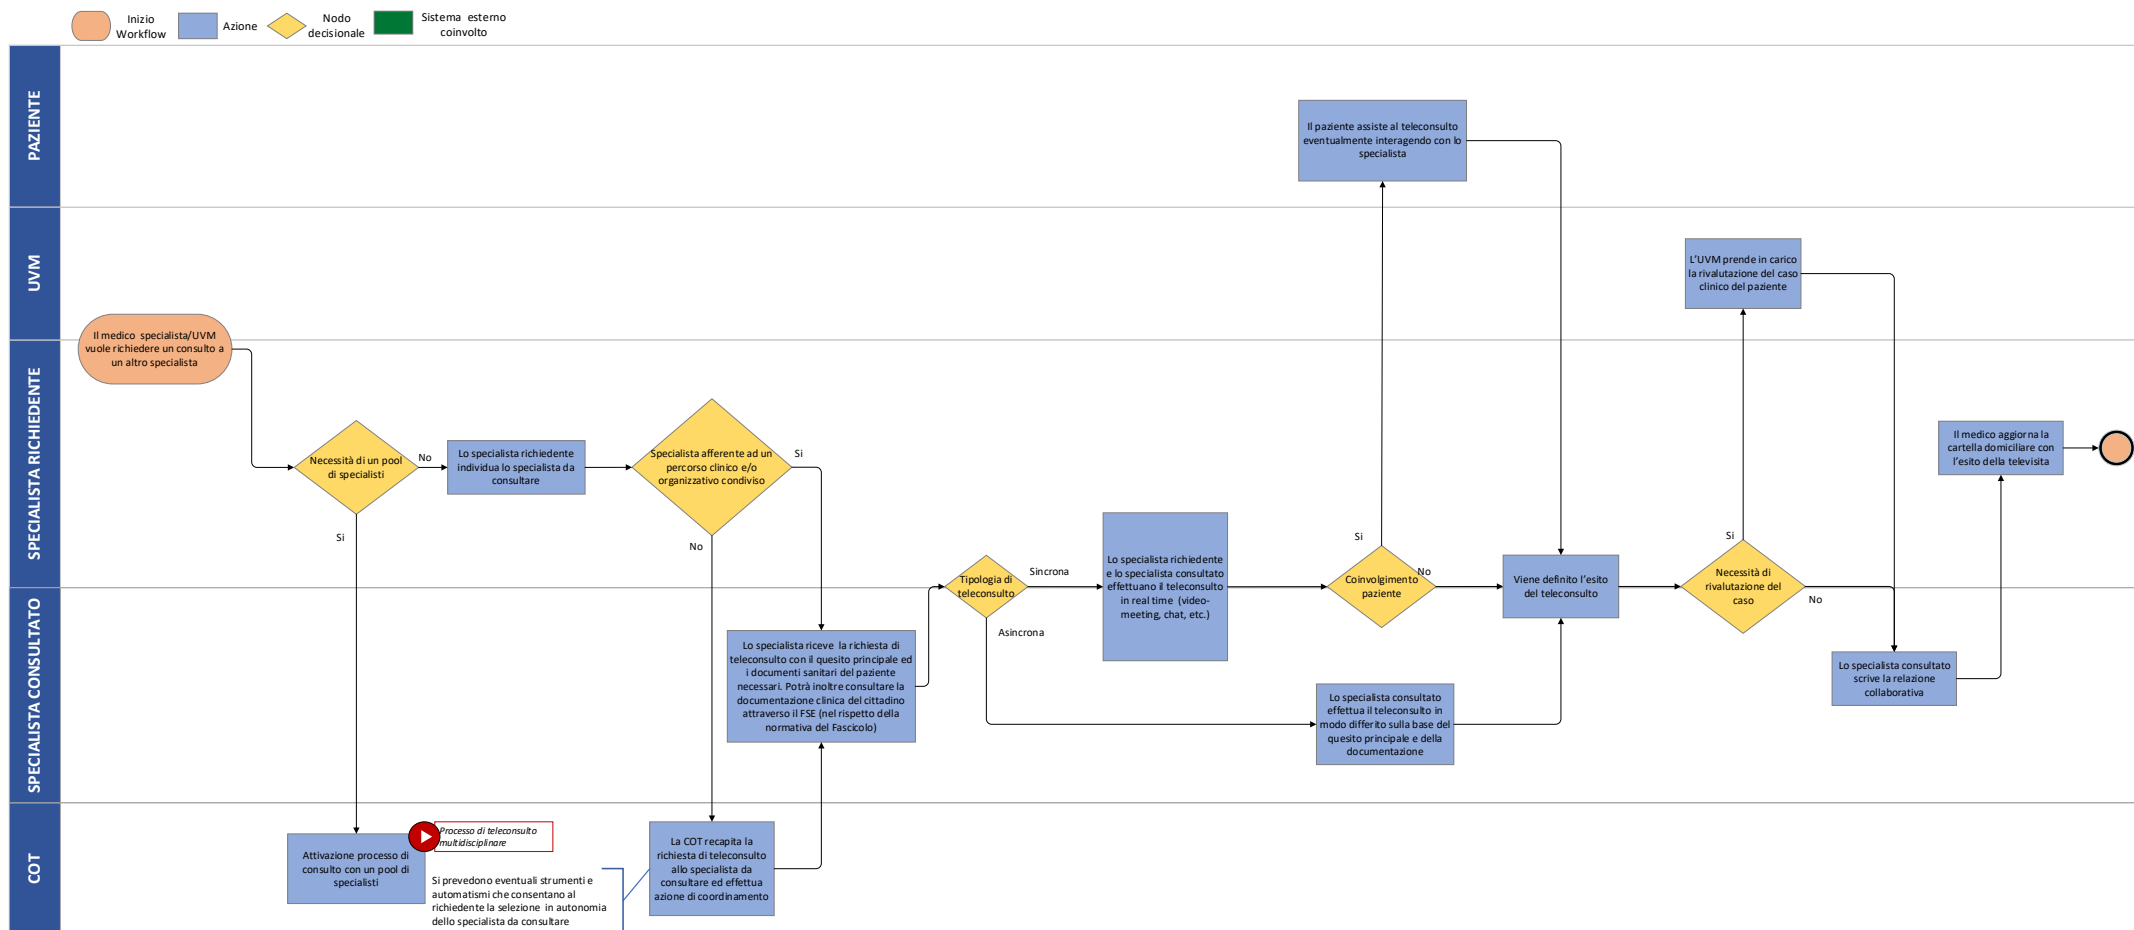 Inizio
Workflow
Azione
Nodo
decisionale
Sistema esterno
coinvolto
PAZIENTE
Il paziente assiste al teleconsulto
eventualmente interagendo con lo
specialista
UVM
L'UVM prende in carico
la rivalutazione del caso
clinico del paziente
Il medico specialista/UVM
vuole richiedere un consulto a
un altro specialista
SPECIALISTA RICHIEDENTE
Necessità di un pool
di specialisti
No
Si
Lo specialista richiedente
individua lo specialista da
consultare
Specialista afferente ad un
percorso clinico e/o
organizzativo condiviso
Si
No
Tipologia di
teleconsulto
Sincrona
Asincrona
Lo specialista richiedente
e lo specialista consultato
effettuano il teleconsulto
in real time (video-
meeting, chat, etc.)
Si
Coinvolgimento
paziente
No
Viene definito l'esito
del teleconsulto
Si
Necessità di
rivalutazione del
caso
No
Il medico aggiorna la
cartella domiciliare con
l'esito della televisita
SPECIALISTA CONSULTATO
Lo specialista riceve la richiesta di
teleconsulto con il quesito principale ed
i documenti sanitari del paziente
necessari. Potrà inoltre consultare la
documentazione clinica del cittadino
attraverso il FSE (nel rispetto della
normativa del Fascicolo)
Lo specialista consultato
effettua il teleconsulto in
modo differito sulla base del
quesito principale e della
documentazione
Lo specialista consultato
scrive la relazione
collaborativa
COT
Attivazione processo di
consulto con un pool di
specialisti
Processo di teleconsulto
multidisciplinare
Si prevedono eventuali strumenti e
automatismi che consentano al
richiedente la selezione in autonomia
dello specialista da consultare
La COT recapita la
richiesta di teleconsulto
allo specialista da
consultare ed effettua
azione di coordinamento